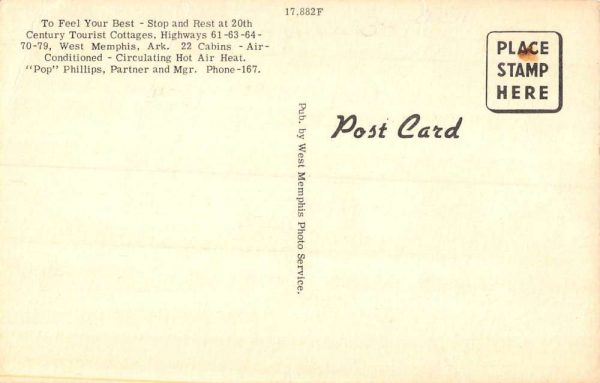 17,882F
To Feel Your Best - Stop and Rest at 20th
Century Tourist Cottages. Highways 61-63-64-
70-79, West Memphis, Ark. 22 Cabins - Air-
Conditioned - Circulating Hot Air Heat.
"Pop" Phillips, Partner and Mgr. Phone-167.
PLACE
STAMP
HERE
Post Card
Pub. by West Memphis Photo Service.